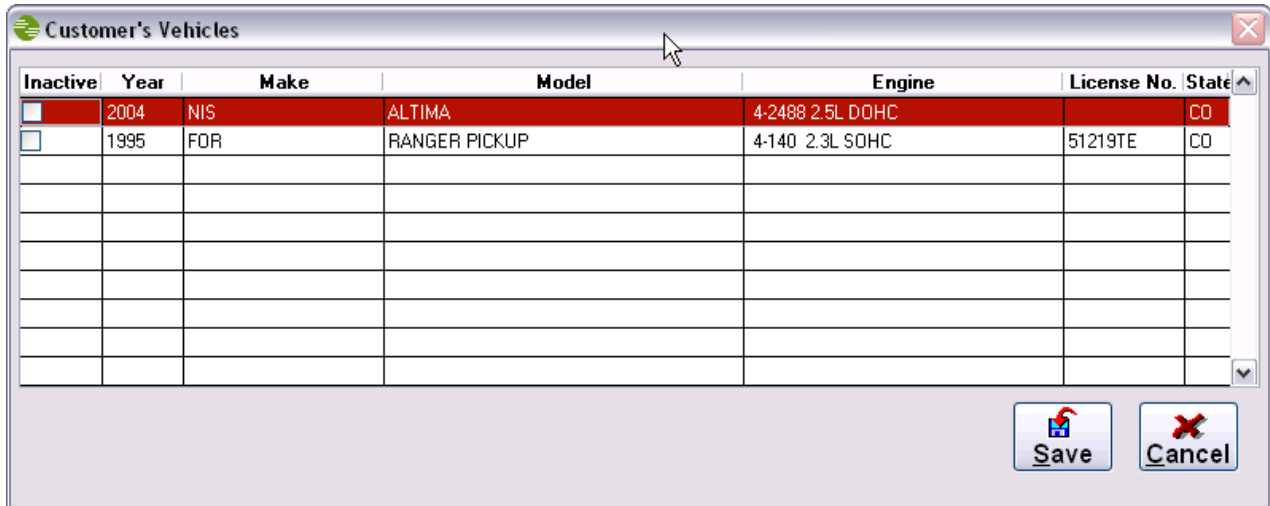 Customer's Vehicles
Inactive Year Make Model Engine License No. State
2004 NIS ALTIMA 4-2488 2.5L DOHC CO
1995 FOR RANGER PICKUP 4-140 2.3L SOHC 51219TE CO
Save Cancel